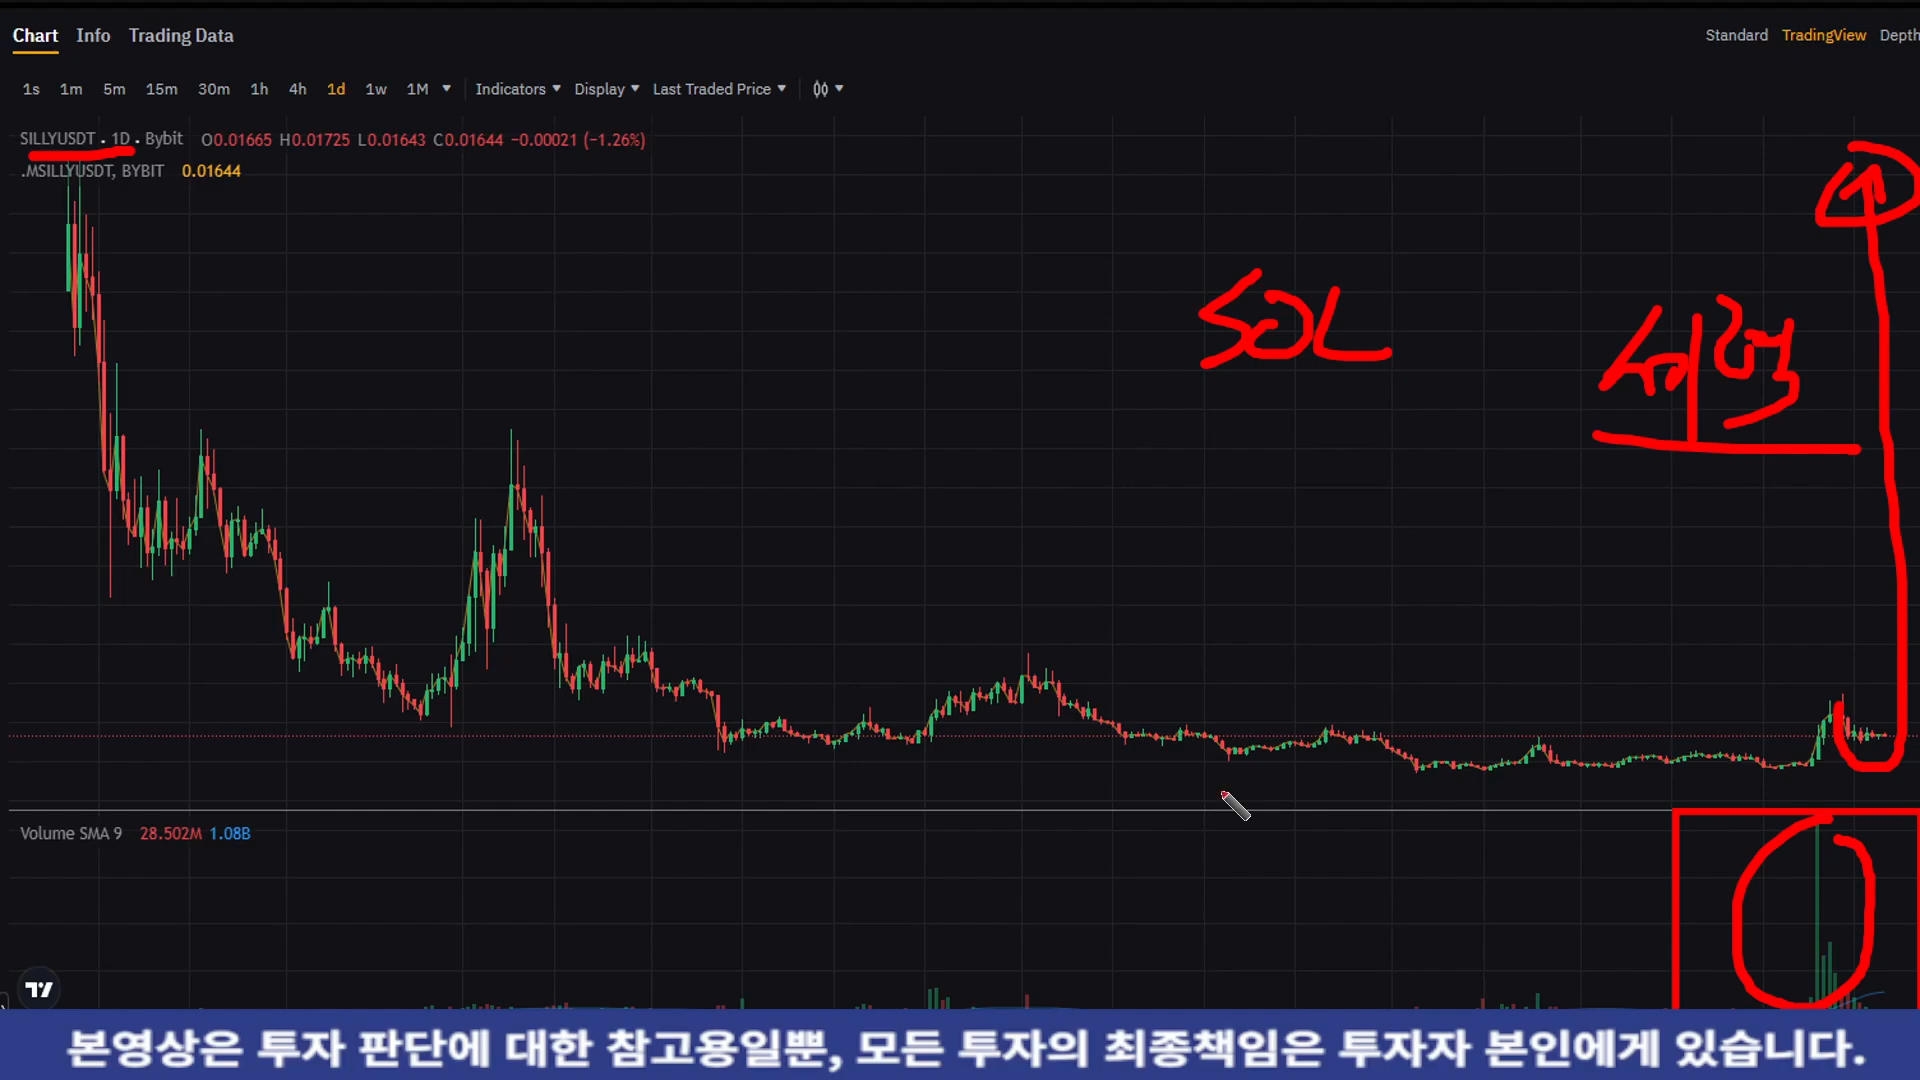 Chart Info Trading Data
Standard TradingView Depth
1s 1m 5m 15m 30m 1h 4h 1d 1w 1M Indicators Display Last Traded Price
SILLYUSDT . 1D . Bybit O0.01665 H0.01725 L0.01643 C0.01644 −0.00021 (−1.26%)
.MSILLYUSDT, BYBIT 0.01644
SOL
Volume SMA 9 28.502M 1.08B
본영상은 투자 판단에 대한 참고용일뿐, 모든 투자의 최종책임은 투자자 본인에게 있습니다.